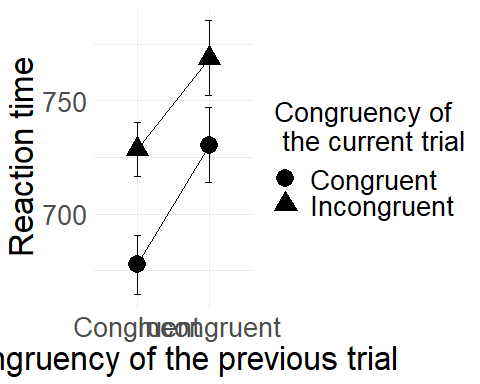 Reaction time
750
700
Congruency of
the current trial
Congruent
Incongruent
ngruency of the previous trial